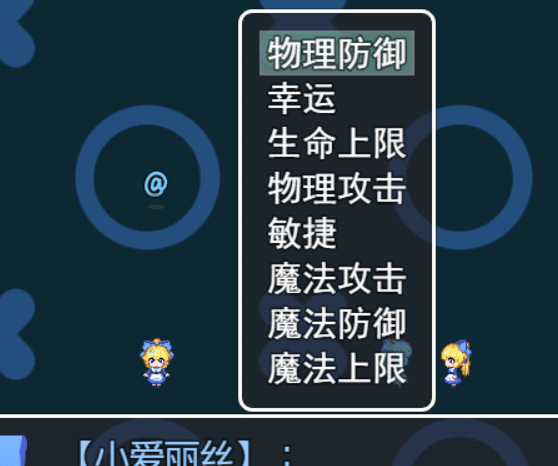 物理防御
幸运
生命上限
@
物理攻击
敏捷
魔法攻击
魔法防御
魔法上限
【小爱丽丝】：